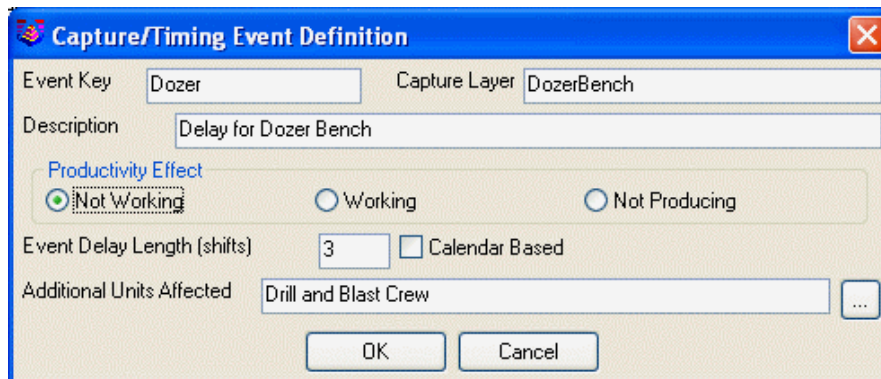 Capture/Timing Event Definition
Event Key Dozer Capture Layer DozerBench
Description Delay for Dozer Bench
Productivity Effect
Not Working Working Not Producing
Event Delay Length (shifts) 3 Calendar Based
Additional Units Affected Drill and Blast Crew ...
OK Cancel